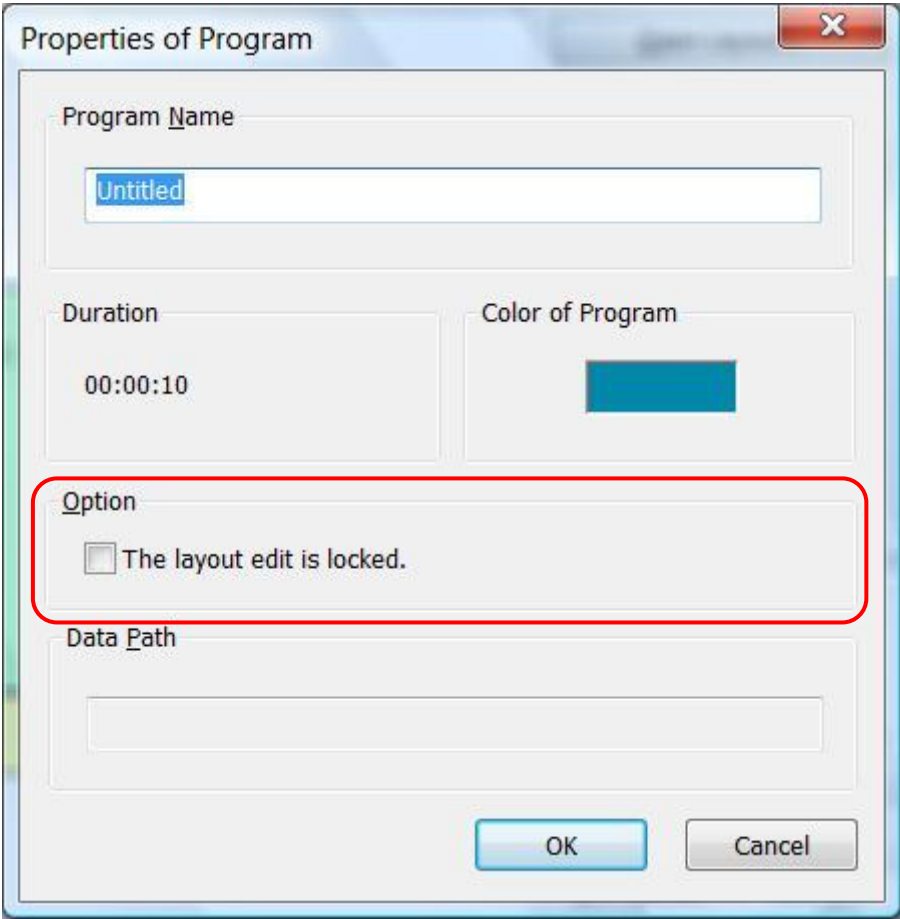 Properties of Program
Program Name
Untitled
Duration
Color of Program
00:00:10
Option
The layout edit is locked.
Data Path
OK
Cancel